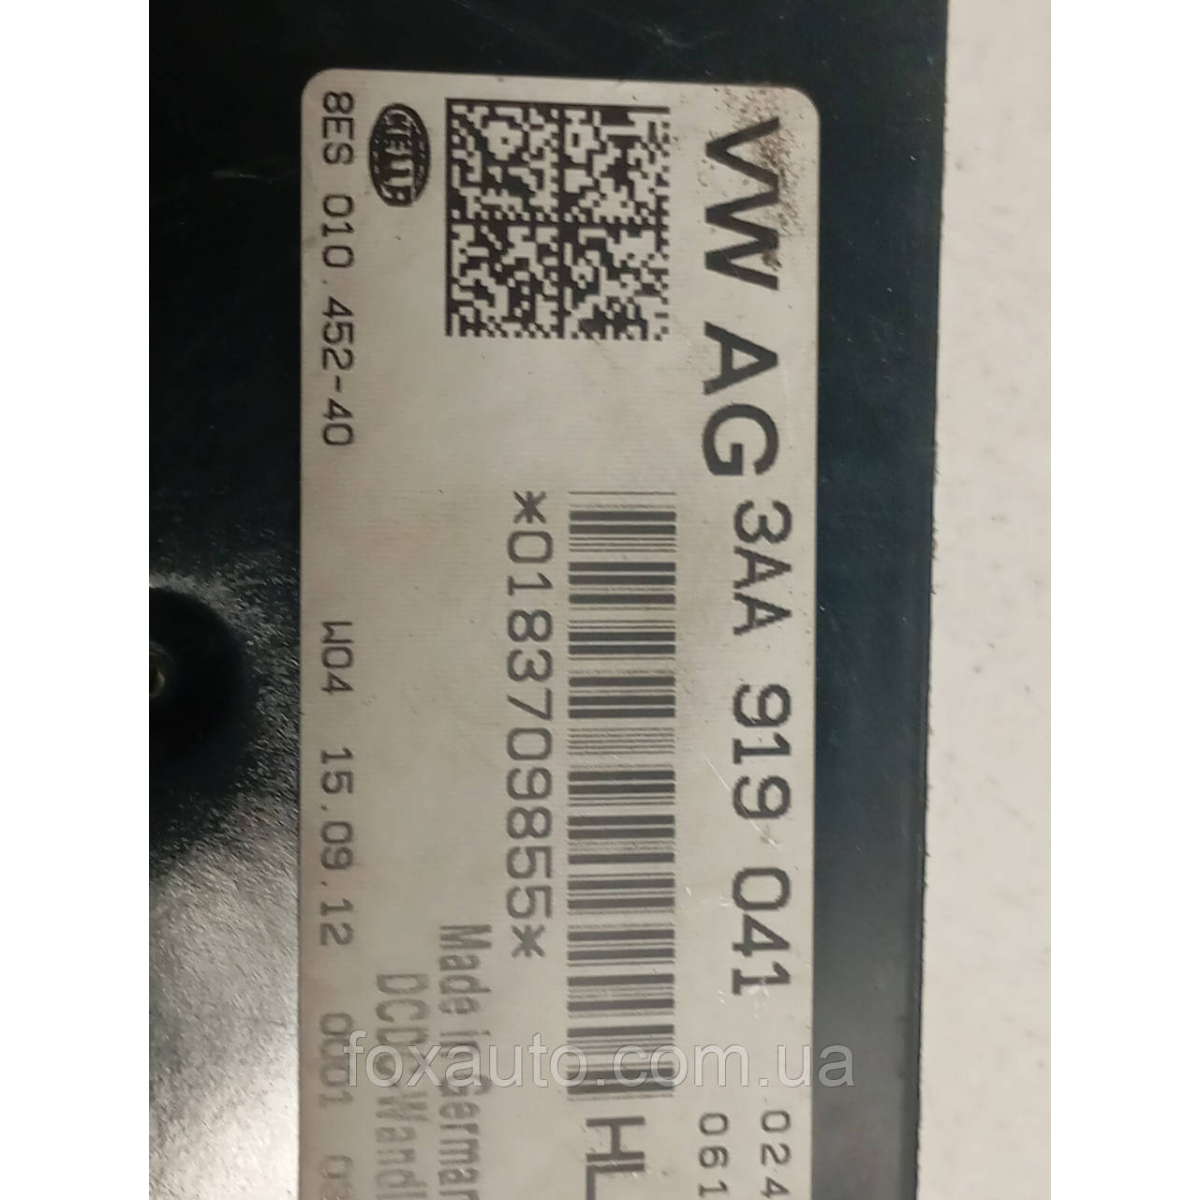 VW AG 3AA 919 041 024
061
*0183709855* HL
Made in German
HELLA DCDC-Wandl
8ES 010.452-40 W04 15.09.12 0001
foxauto.com.ua